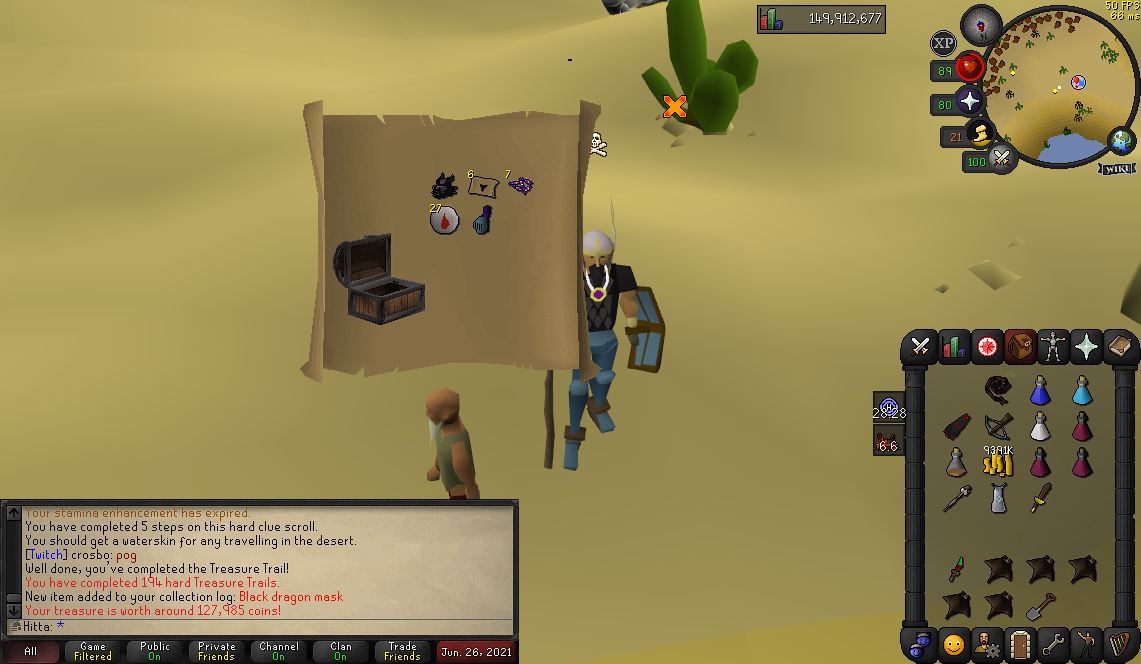 149,912,677
50 FPS
66 ms
XP
89
80
21
100
WIKI
6
7
27
28:28
6:6
9391K
Your stamina enhancement has expired.
You have completed 5 steps on this hard clue scroll.
You should get a waterskin for any travelling in the desert.
[Twitch] crosbo: pog
Well done, you've completed the Treasure Trail!
You have completed 194 hard Treasure Trails.
New item added to your collection log: Black dragon mask
Your treasure is worth around 127,985 coins!
Hitta: *
All
Game
Filtered
Public
On
Private
Friends
Channel
On
Clan
On
Trade
Friends
Jun. 26, 2021